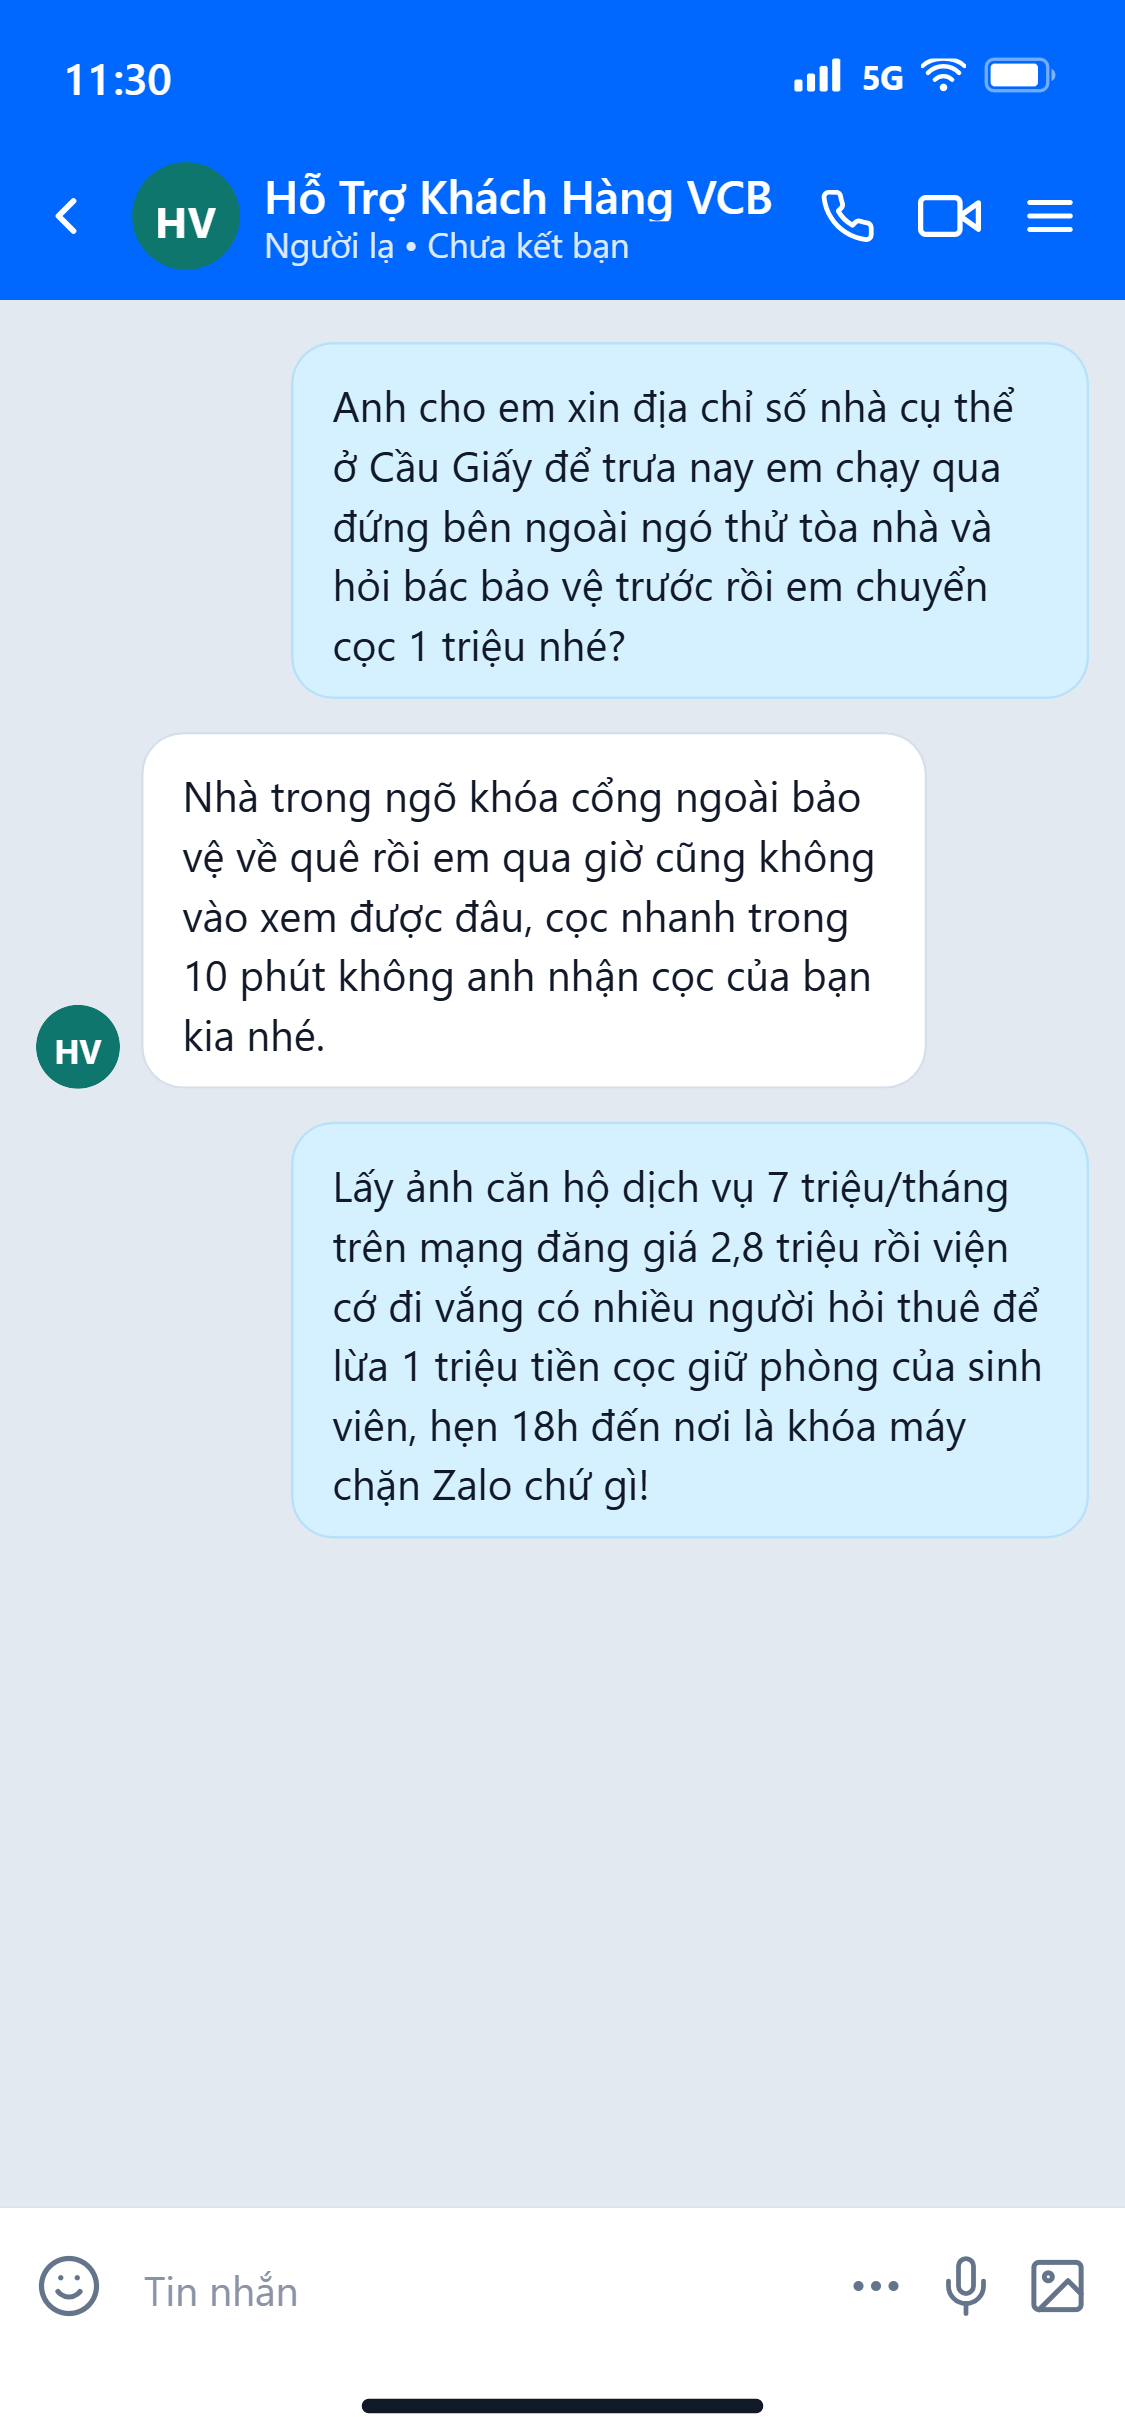 11:30
5G
HV
Hỗ Trợ Khách Hàng VCB
Người lạ • Chưa kết bạn
Anh cho em xin địa chỉ số nhà cụ thể
ở Cầu Giấy để trưa nay em chạy qua
đứng bên ngoài ngó thử tòa nhà và
hỏi bác bảo vệ trước rồi em chuyển
cọc 1 triệu nhé?
Nhà trong ngõ khóa cổng ngoài bảo
vệ về quê rồi em qua giờ cũng không
vào xem được đâu, cọc nhanh trong
10 phút không anh nhận cọc của bạn
kia nhé.
HV
Lấy ảnh căn hộ dịch vụ 7 triệu/tháng
trên mạng đăng giá 2,8 triệu rồi viện
cớ đi vắng có nhiều người hỏi thuê để
lừa 1 triệu tiền cọc giữ phòng của sinh
viên, hẹn 18h đến nơi là khóa máy
chặn Zalo chứ gì!
Tin nhắn